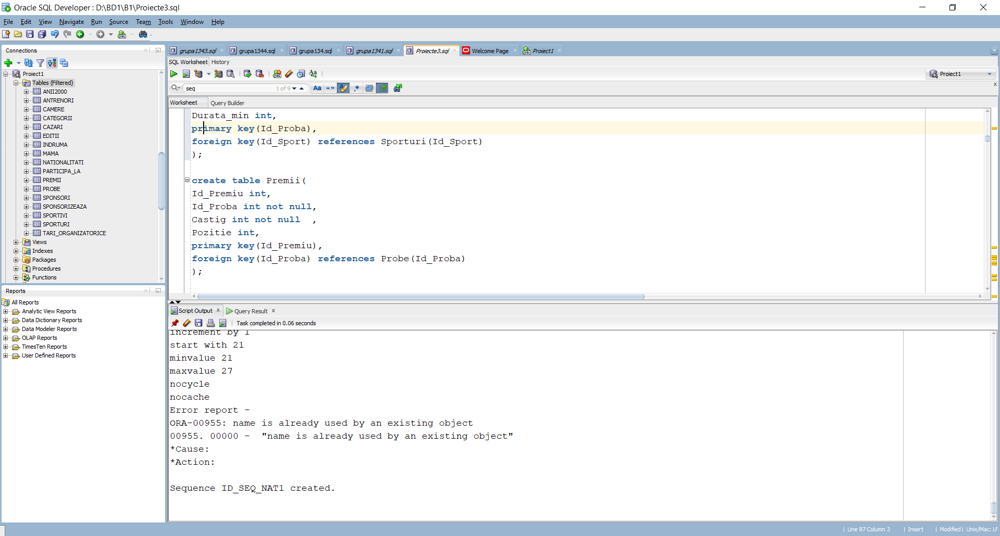 Oracle SQL Developer : D:\BD1\B1\Proiecte3.sql
File Edit View Navigate Run Source Team Tools Window Help
Connections
Proiect1
Tables (Filtered)
ANII2000
ANTRENORI
CAMERE
CATEGORII
CAZARI
EDITII
INDRUMA
MAMA
NATIONALITATI
PARTICIPA_LA
PREMII
PROBE
SPONSORI
SPONSORIZEAZA
SPORTIVI
SPORTURI
TARI_ORGANIZATORICE
Views
Indexes
Packages
Procedures
Functions
Reports
All Reports
Analytic View Reports
Data Dictionary Reports
Data Modeler Reports
OLAP Reports
TimesTen Reports
User Defined Reports
grupa1343.sql grupa1344.sql grupa134.sql grupa1341.sql Proiecte3.sql Welcome Page Proiect1
SQL Worksheet History
Proiect1
seq 1 of 9
Worksheet Query Builder
Durata_min int,
primary key(Id_Proba),
foreign key(Id_Sport) references Sporturi(Id_Sport)
);
create table Premii(
Id_Premiu int,
Id_Proba int not null,
Castig int not null  ,
Pozitie int,
primary key(Id_Premiu),
foreign key(Id_Proba) references Probe(Id_Proba)
);
Script Output x Query Result x
Task completed in 0.06 seconds
increment by 1
start with 21
minvalue 21
maxvalue 27
nocycle
nocache
Error report -
ORA-00955: name is already used by an existing object
00955. 00000 -  "name is already used by an existing object"
*Cause:
*Action:
Sequence ID_SEQ_NAT1 created.
Line 87 Column 3 | Insert | Modified | Unix/Mac: LF